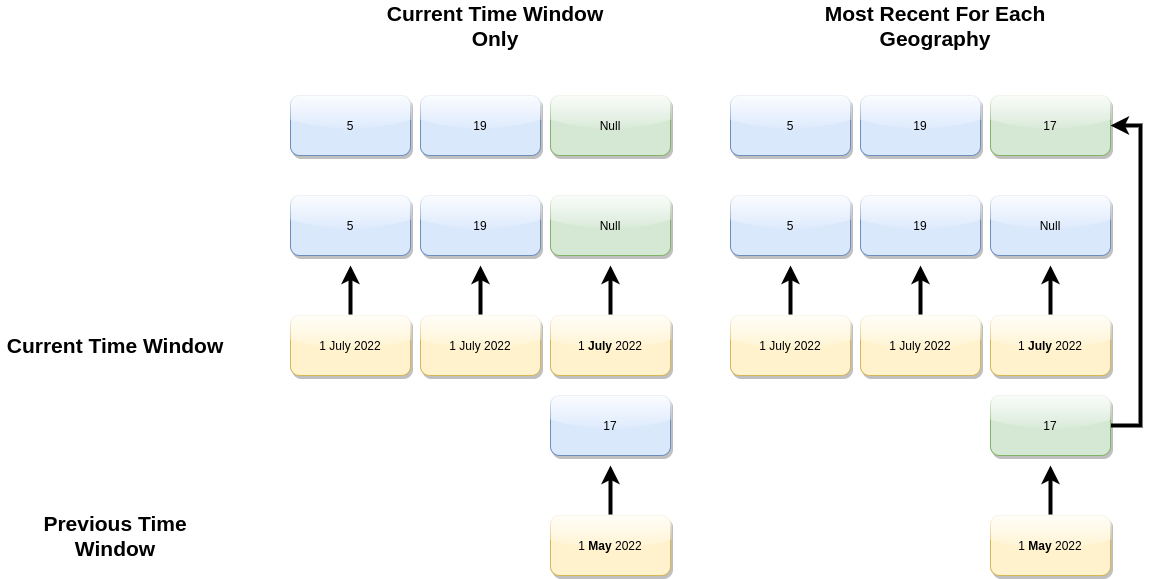 Current Time Window
Only
Most Recent For Each
Geography
5
19
Null
5
19
17
5
19
Null
5
19
Null
Current Time Window
1 July 2022
1 July 2022
1 July 2022
1 July 2022
1 July 2022
1 July 2022
17
17
Previous Time
Window
1 May 2022
1 May 2022